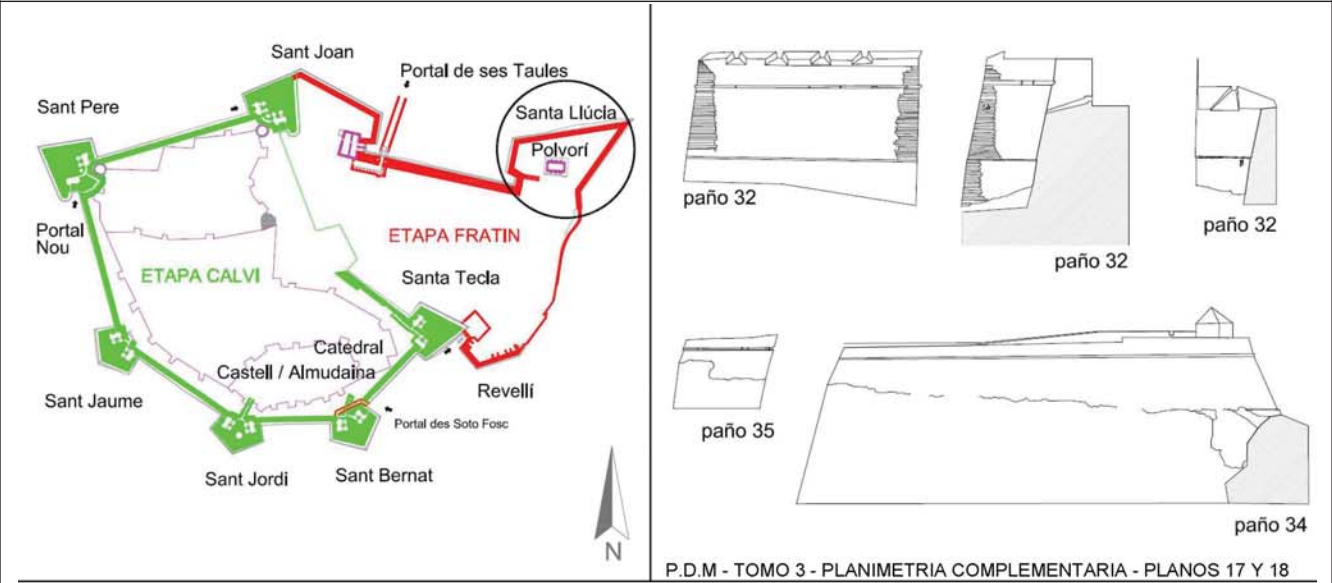 Sant Joan
Portal de ses Taules
Sant Pere
Santa Llúcia
Polvorí
Portal
Nou
ETAPA FRATIN
ETAPA CALVI
Santa Tecla
Catedral
Castell / Almudaina
Revellí
Sant Jaume
Portal des Soto Fosc
Sant Jordi
Sant Bernat
N
paño 32
paño 32
paño 32
paño 35
paño 34
P.D.M - TOMO 3 - PLANIMETRIA COMPLEMENTARIA - PLANOS 17 Y 18